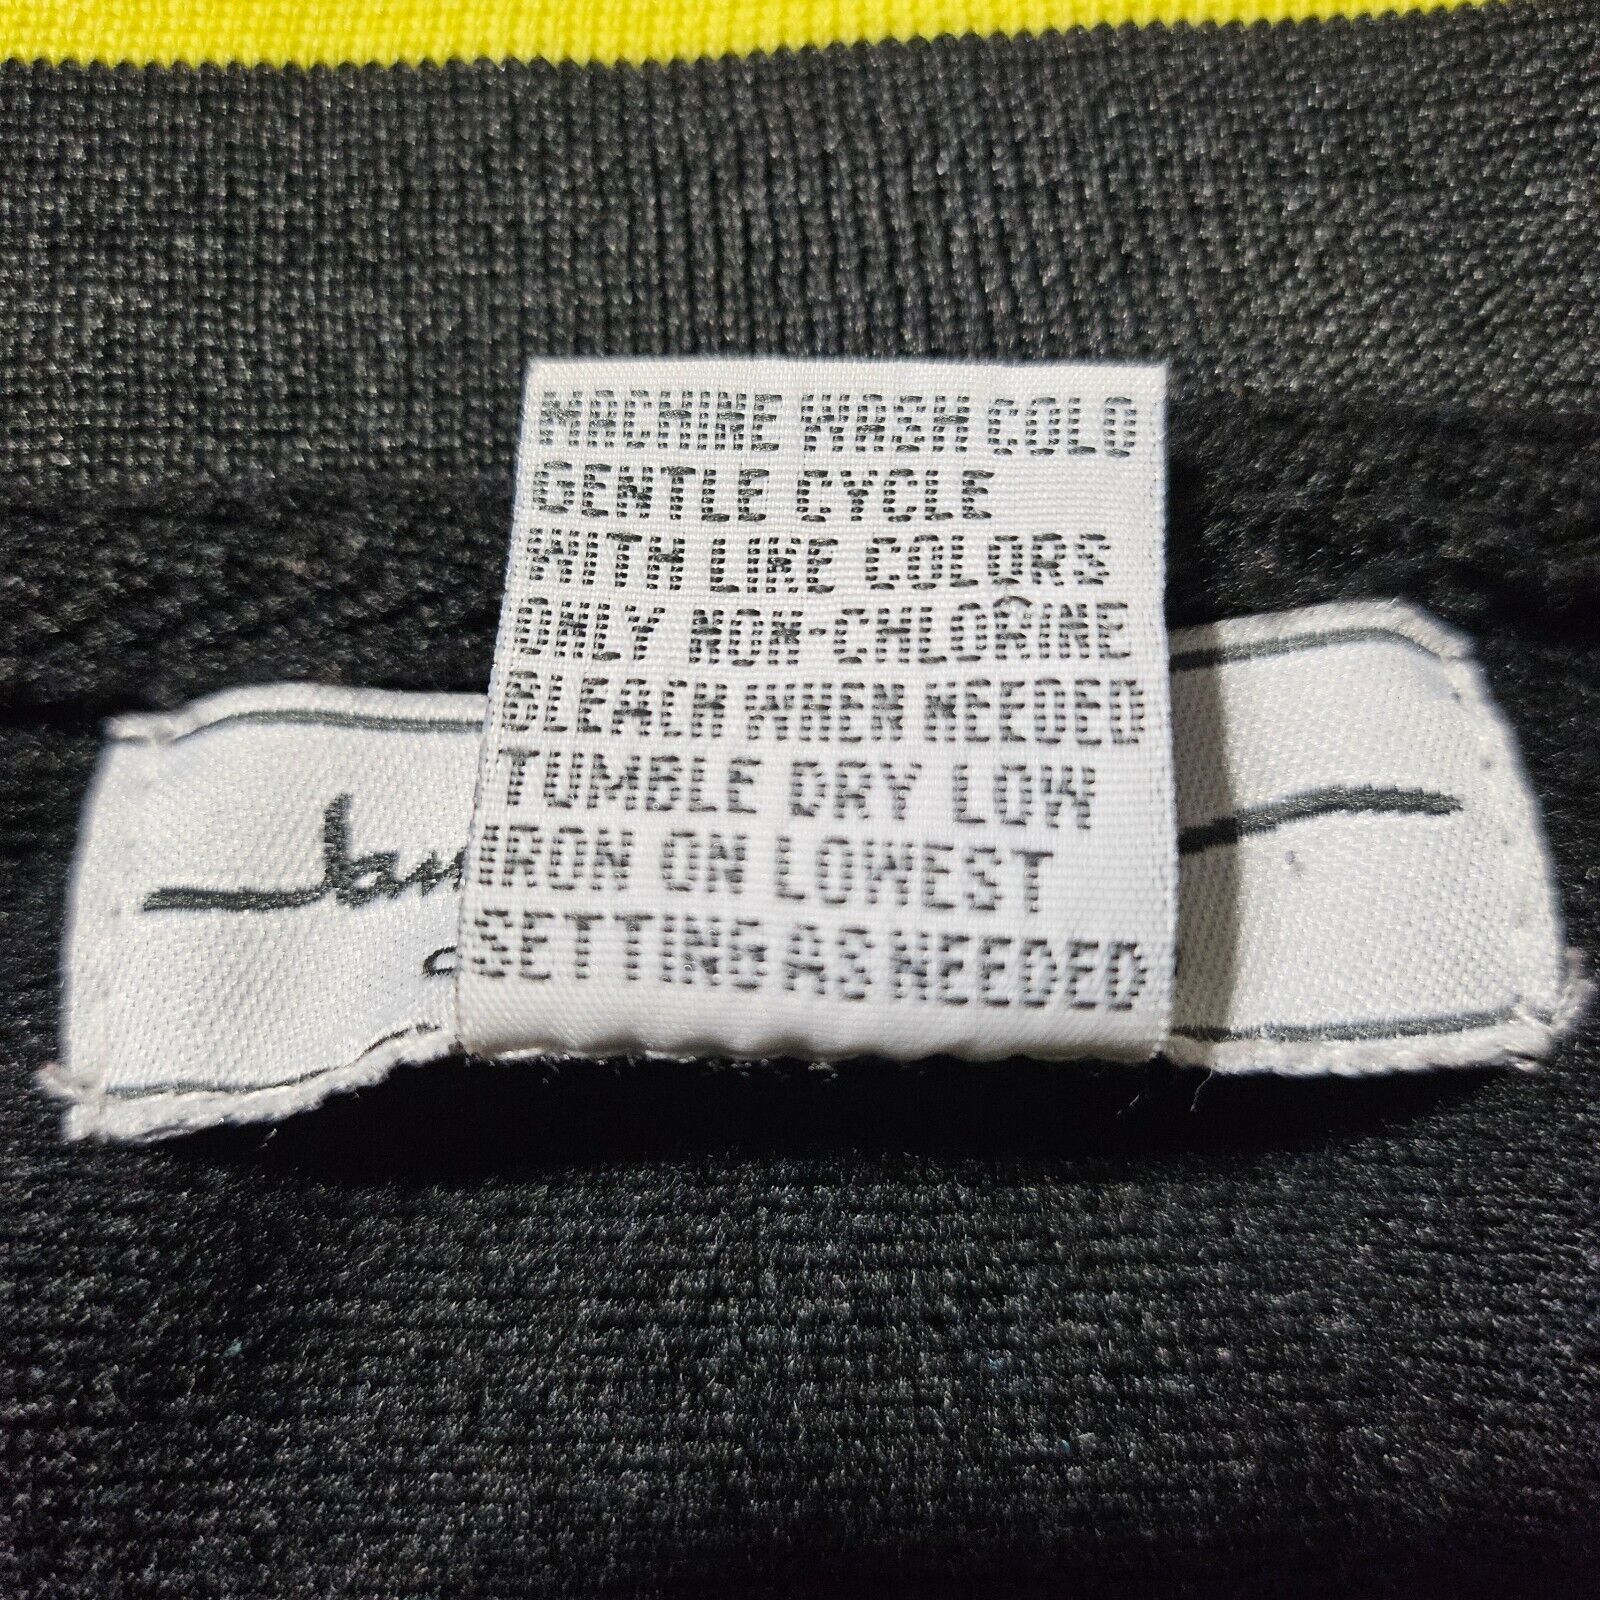 MACHINE WASH COLD
GENTLE CYCLE
WITH LIKE COLORS
ONLY NON-CHLORINE
BLEACH WHEN NEEDED
TUMBLE DRY LOW
IRON ON LOWEST
SETTING AS NEEDED